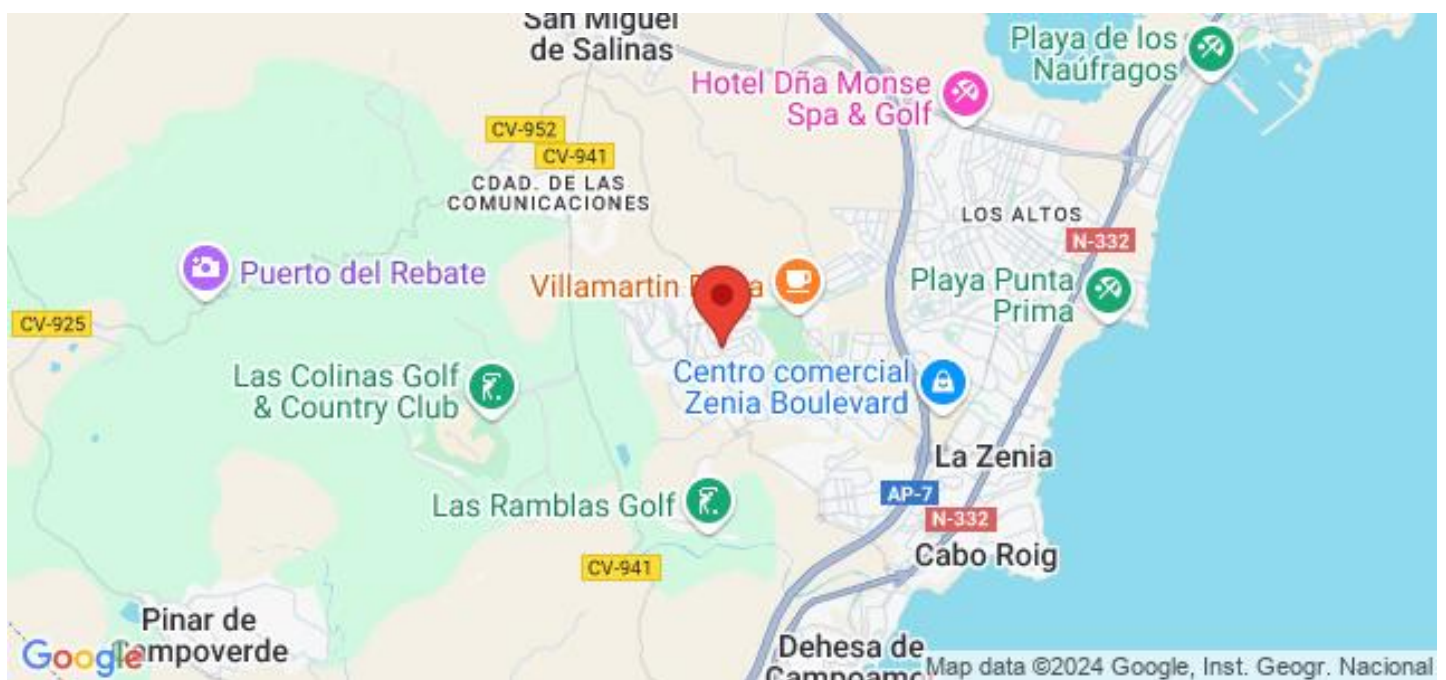 San Miguel
de Salinas
Playa de los
Naúfragos
Hotel Dña Monse
Spa & Golf
CV-952
CV-941
CDAD. DE LAS
COMUNICACIONES
LOS ALTOS
N-332
Puerto del Rebate
Villamartin
Playa Punta
Prima
CV-925
Las Colinas Golf
& Country Club
Centro comercial
Zenia Boulevard
La Zenia
AP-7
Las Ramblas Golf
N-332
Cabo Roig
CV-941
Pinar de
Campoverde
Dehesa de
Campoamor
Google
Map data ©2024 Google, Inst. Geogr. Nacional